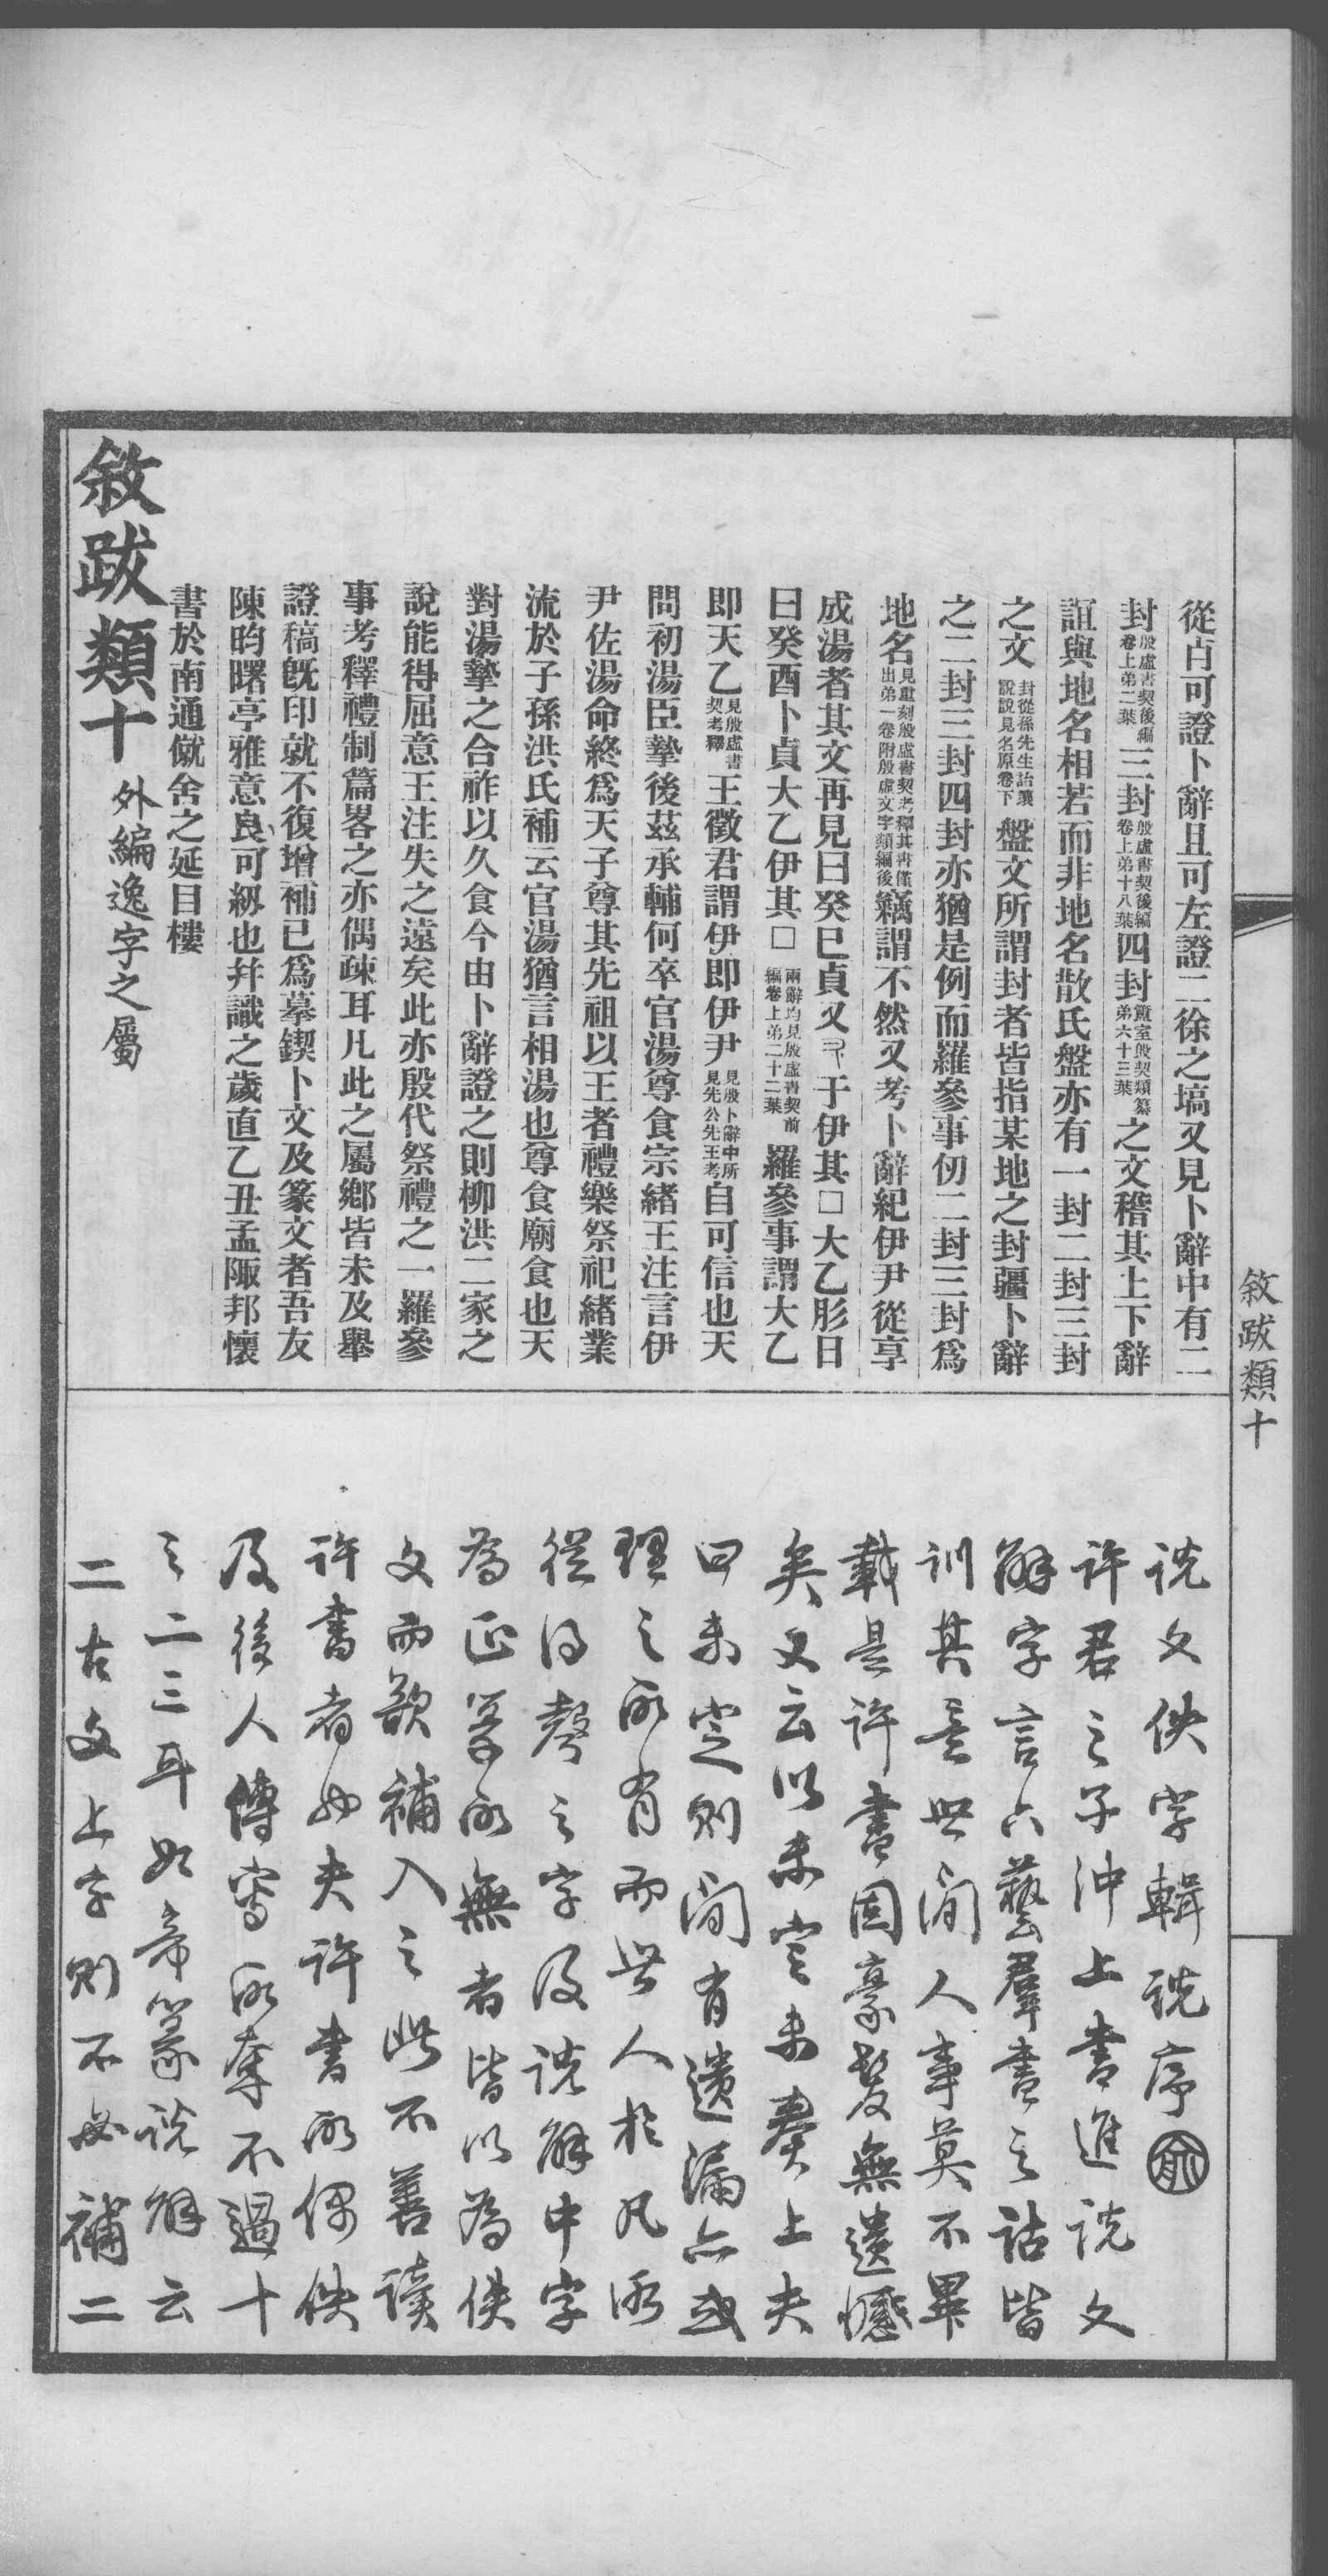 從卣可證卜辭且可左證二徐之塙又見卜辭中有二
封殷虛書契後編卷上弟二葉三封殷虛書契後編卷上弟十八葉四封簠室殷契類纂弟六十三葉之文稽其上下辭
誼與地名相若而非地名散氏盤亦有一封二封三封
之文封從孫先生詒讓說說見名原卷下盤文所謂封者皆指某地之封疆卜辭
之二封三封四封亦猶是例而羅參事仞二封三封爲
地名見重刻殷虛書契考釋其書僅出弟一卷附殷虛文字類編後竊謂不然又考卜辭紀伊尹從享
成湯者其文再見曰癸巳貞又于伊其□大乙肜日
曰癸酉卜貞大乙伊其□兩辭均見殷虛書契前編卷上弟二十二葉羅參事謂大乙
即天乙見殷虛書契考釋王徵君謂伊即伊尹見殷卜辭中所見先公先王考自可信也天
問初湯臣摯後茲承輔何卒官湯尊食宗緒王注言伊
尹佐湯命終爲天子尊其先祖以王者禮樂祭祀緒業
流於子孫洪氏補云官湯猶言相湯也尊食廟食也天
對湯摯之合祚以久食今由卜辭證之則柳洪二家之
說能得屈意王注失之遠矣此亦殷代祭禮之一羅參
事考釋禮制篇畧之亦偶疎耳凡此之屬鄉皆未及舉
證稿旣印就不復增補已爲摹鍥卜文及篆文者吾友
陳昀曙亭雅意良可紉也幷識之歲直乙丑孟陬邦懷
書於南通僦舍之延目樓
敘跋類十 外編逸字之屬
敘跋類十
說文佚字輯說序 俞
許君之子沖上書進說文
解字言六藝羣書之詁皆
訓其意世間人事莫不畢
載是許書固豪髮無遺憾
矣又云以未定未奏上夫
曰未定則間有遺漏亦或
理之所有而世人於凡所
從得聲之字及說解中字
爲正篆所無者皆以爲佚
文而欲補入之此不善讀
許書者也夫許書所偶佚
及後人傳寫所奪不過十
之二三耳如帝篆說解云
二古文上字則不必補二